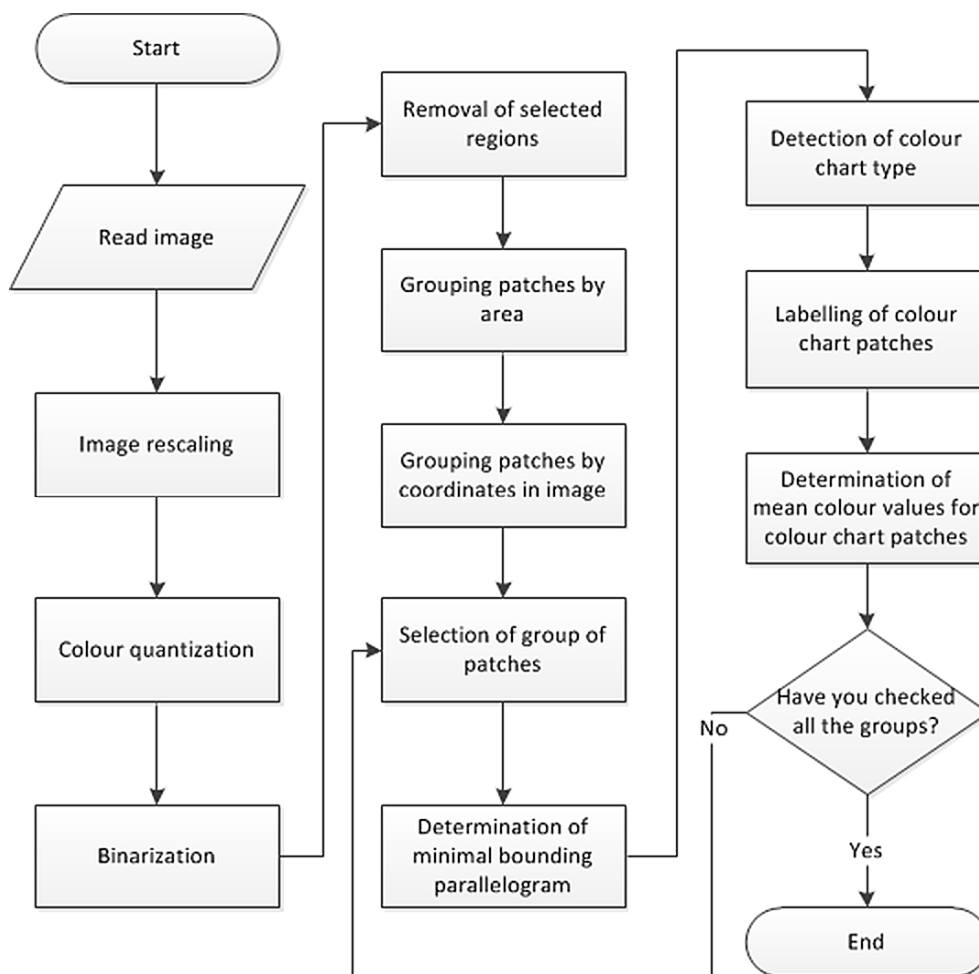 Start
Read image
Image rescaling
Colour quantization
Binarization
Removal of selected
regions
Grouping patches by
area
Grouping patches by
coordinates in image
Selection of group of
patches
Determination of
minimal bounding
parallelogram
Detection of colour
chart type
Labelling of colour
chart patches
Determination of
mean colour values for
colour chart patches
Have you checked
all the groups?
No
Yes
End